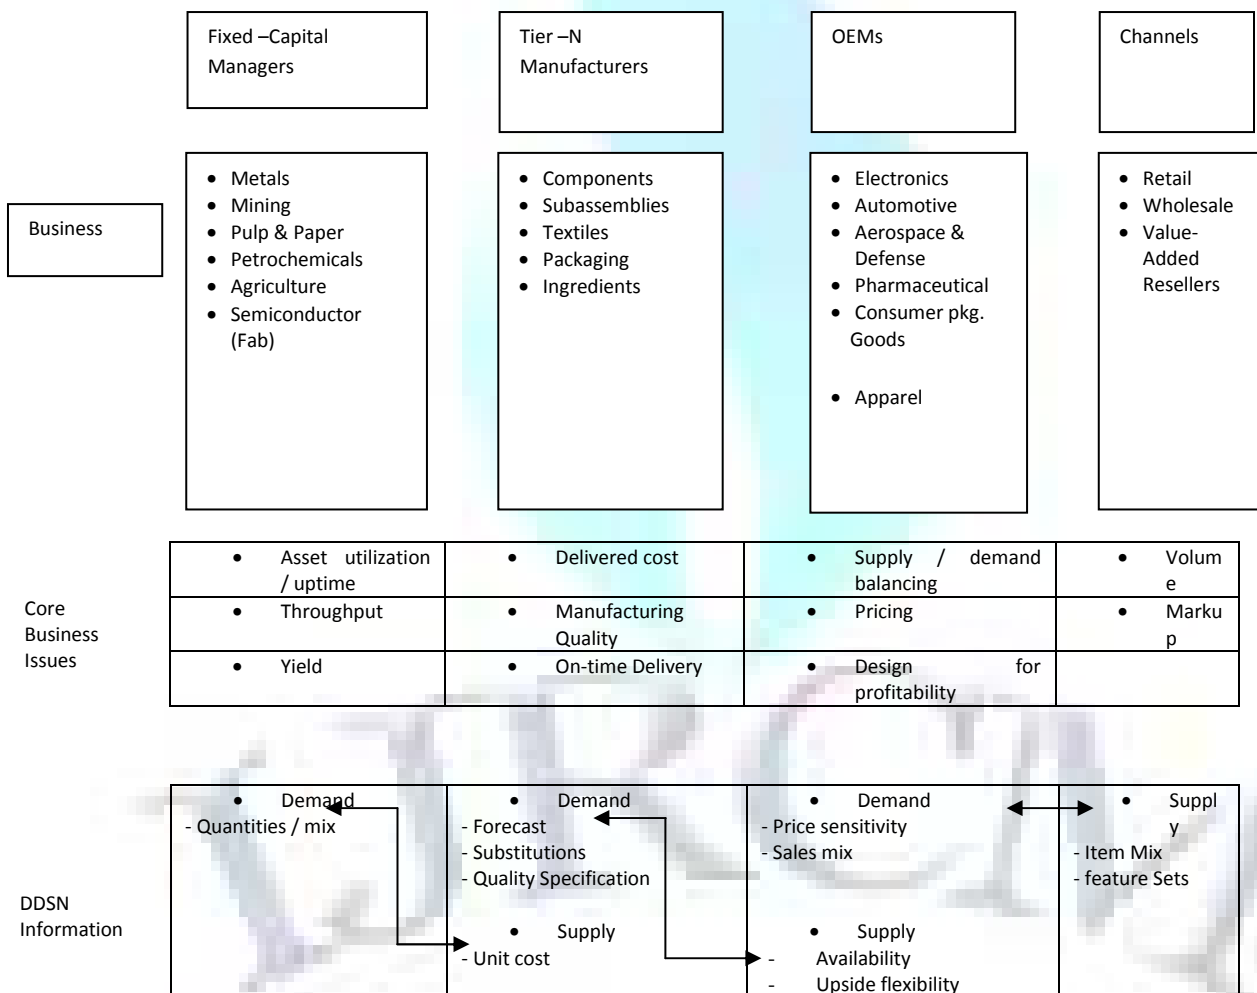 Fixed –Capital
Managers
Tier –N
Manufacturers
OEMs
Channels
Business
• Metals
• Mining
• Pulp & Paper
• Petrochemicals
• Agriculture
• Semiconductor
(Fab)
• Components
• Subassemblies
• Textiles
• Packaging
• Ingredients
• Electronics
• Automotive
• Aerospace &
Defense
• Pharmaceutical
• Consumer pkg.
Goods
• Apparel
• Retail
• Wholesale
• Value-
Added
Resellers
Core
Business
Issues
• Asset utilization
/ uptime
• Delivered cost
• Supply / demand
balancing
• Volum
e
• Throughput
• Manufacturing
Quality
• Pricing
• Marku
p
• Yield
• On-time Delivery
• Design for
profitability
DDSN
Information
• Demand
- Quantities / mix
• Demand
- Forecast
- Substitutions
- Quality Specification
• Supply
- Unit cost
• Demand
- Price sensitivity
- Sales mix
• Supply
- Availability
- Upside flexibility
• Suppl
y
- Item Mix
- feature Sets